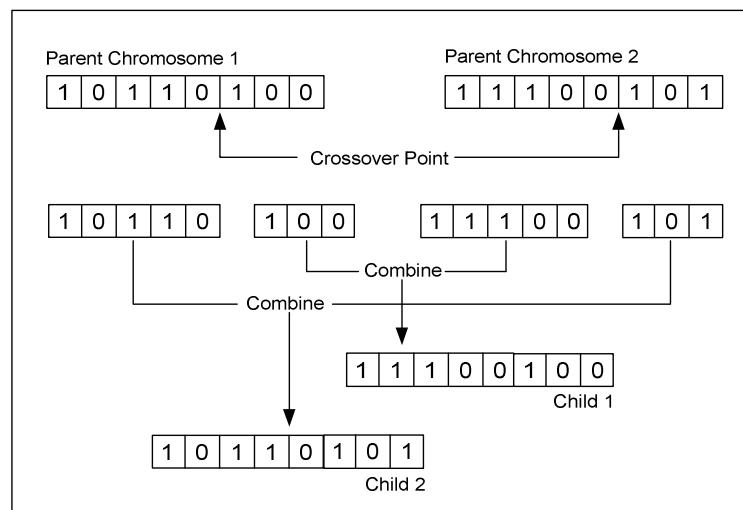 Parent Chromosome 1
Parent Chromosome 2
1 0 1 1 0 1 0 0
1 1 1 0 0 1 0 1
Crossover Point
1 0 1 1 0
1 0 0
1 1 1 0 0
1 0 1
Combine
Combine
1 1 1 0 0 1 0 0
Child 1
1 0 1 1 0 1 0 1
Child 2